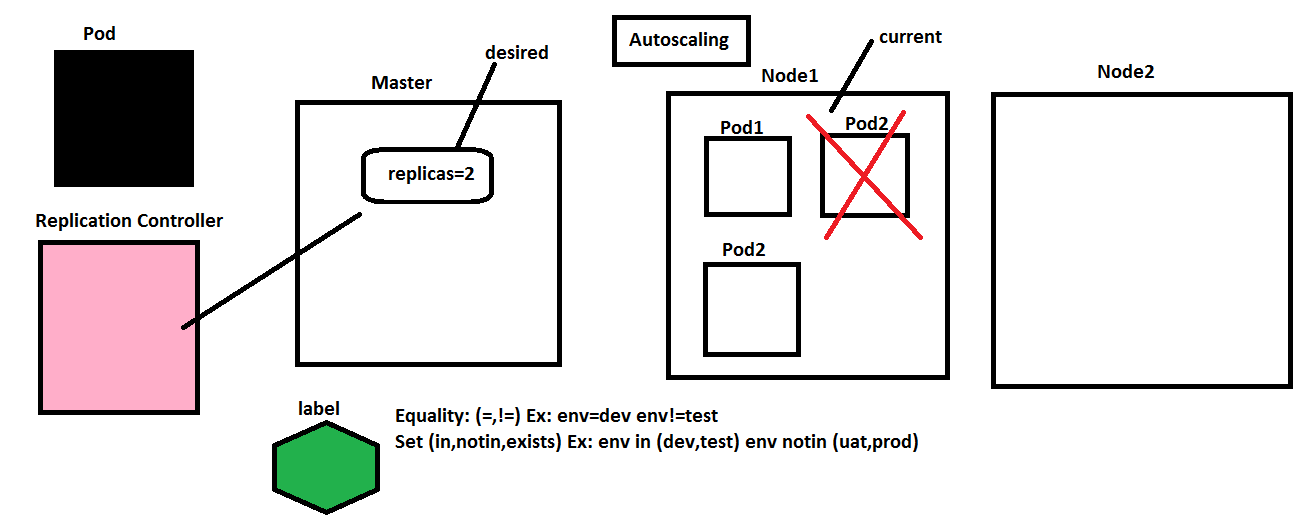 Pod
desired
Autoscaling
current
Master
Node1
Node2
Pod1
Pod2
replicas=2
Replication Controller
Pod2
label
Equality: (=,!=) Ex: env=dev env!=test
Set (in,notin,exists) Ex: env in (dev,test) env notin (uat,prod)